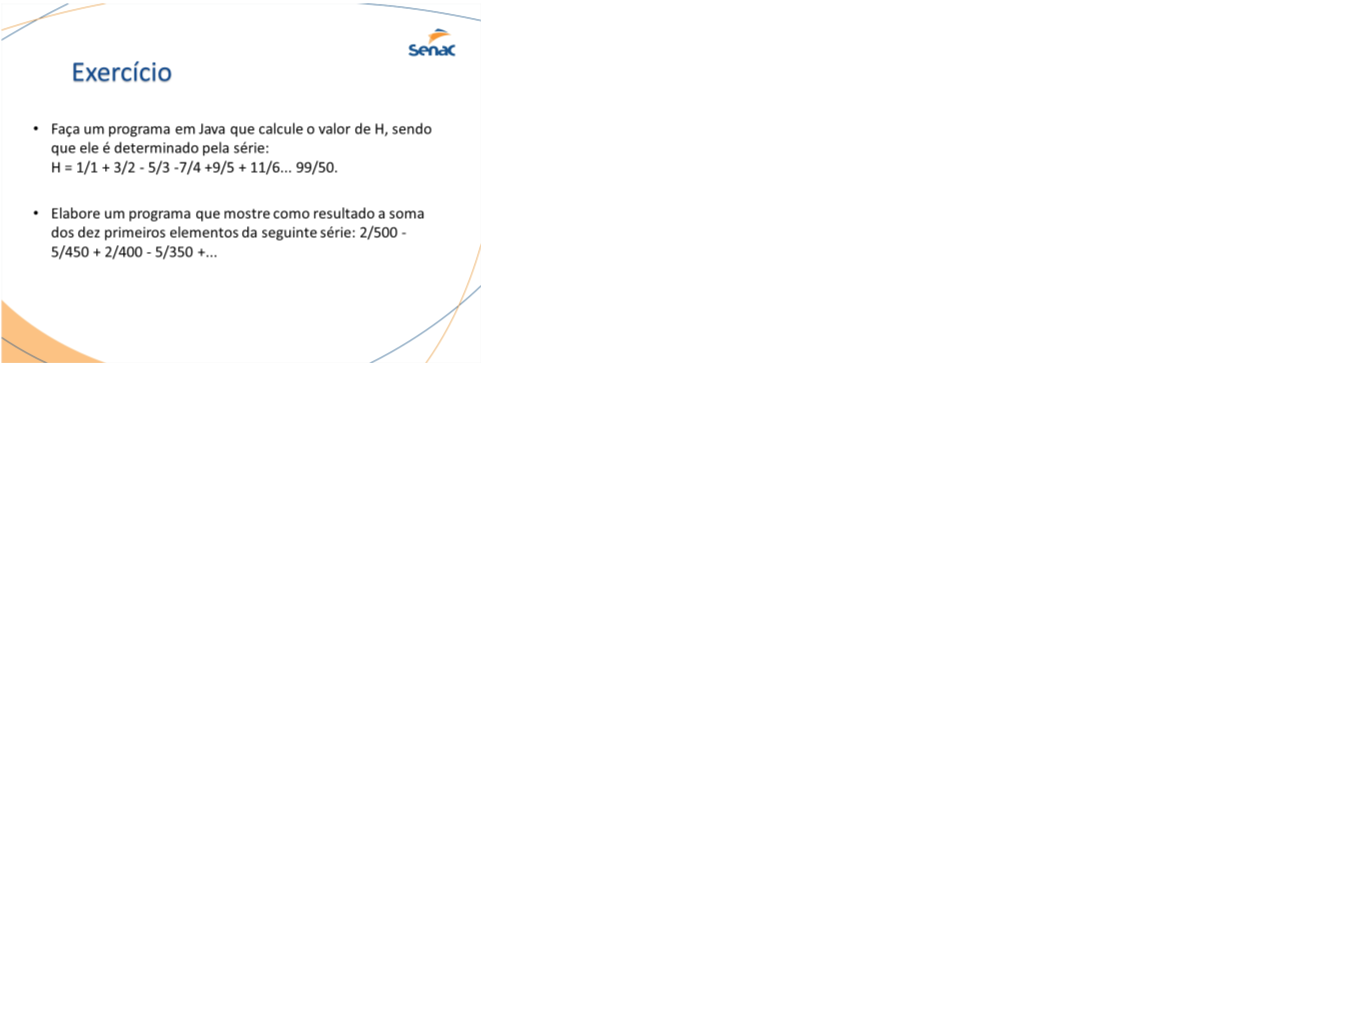 Senac
Exercício
• Faça um programa em Java que calcule o valor de H, sendo
que ele é determinado pela série:
H = 1/1 + 3/2 - 5/3 -7/4 +9/5 + 11/6... 99/50.
• Elabore um programa que mostre como resultado a soma
dos dez primeiros elementos da seguinte série: 2/500 -
5/450 + 2/400 - 5/350 +...